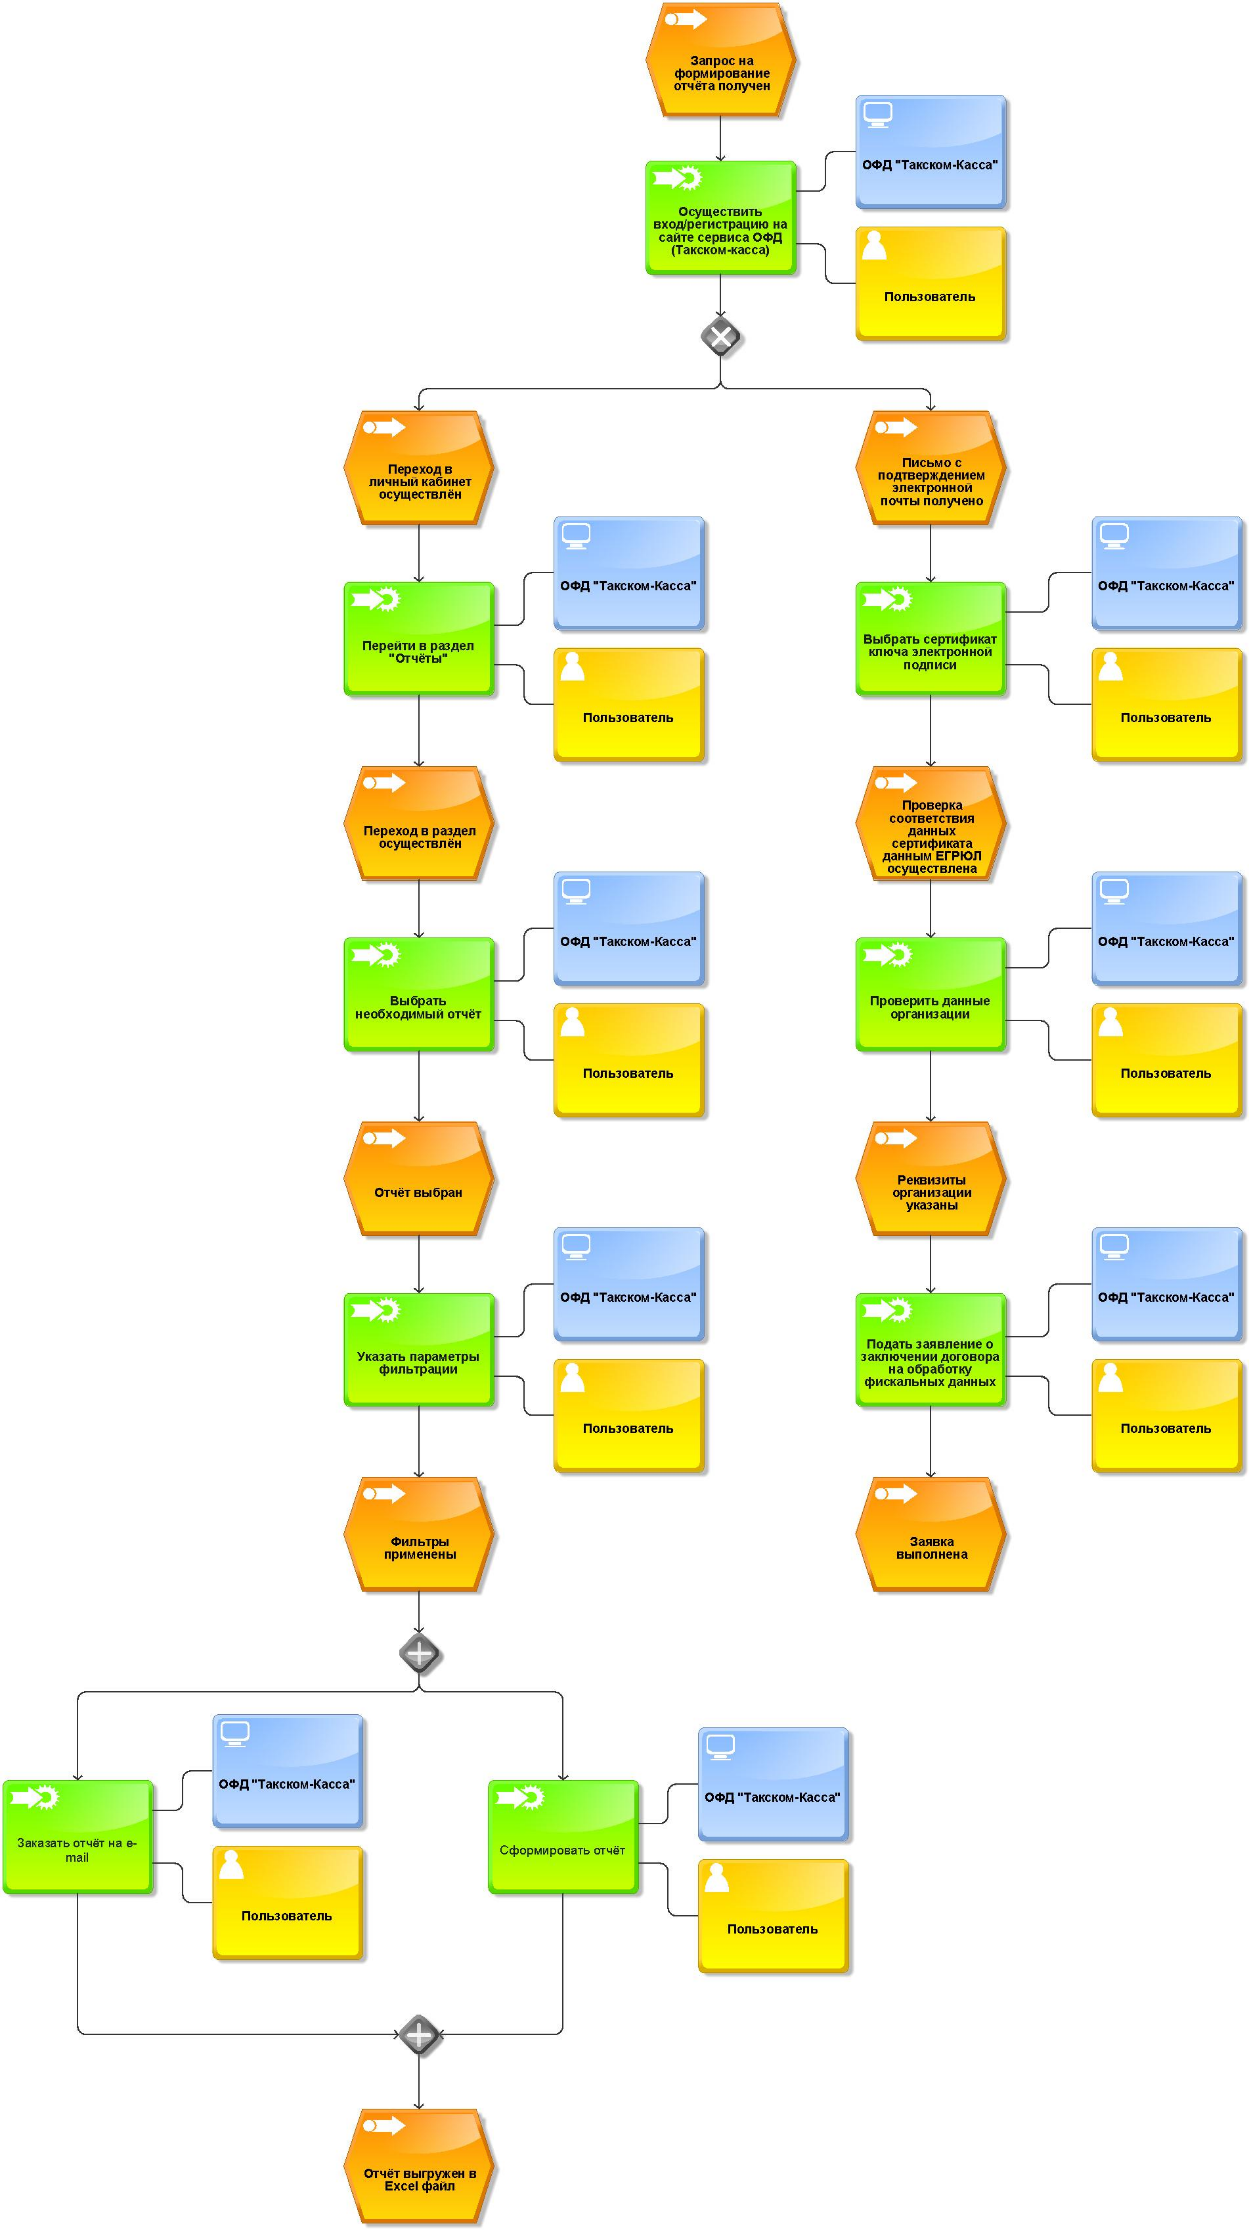 Запрос на
формирование
отчёта получен
ОФД "Такском-Касса"
Осуществить
вход/регистрацию на
сайте сервиса ОФД
(Такском-касса)
Пользователь
Переход в
личный кабинет
осуществлён
Письмо с
подтверждением
электронной
почты получено
ОФД "Такском-Касса"
ОФД "Такском-Касса"
Перейти в раздел
"Отчёты"
Выбрать сертификат
ключа электронной
подписи
Пользователь
Пользователь
Переход в раздел
осуществлён
Проверка
соответствия
данных
сертификата
данным ЕГРЮЛ
осуществлена
ОФД "Такском-Касса"
ОФД "Такском-Касса"
Выбрать
необходимый отчёт
Проверить данные
организации
Пользователь
Пользователь
Отчёт выбран
Реквизиты
организации
указаны
ОФД "Такском-Касса"
ОФД "Такском-Касса"
Указать параметры
фильтрации
Подать заявление о
заключении договора
на обработку
фискальных данных
Пользователь
Пользователь
Фильтры
применены
Заявка
выполнена
ОФД "Такском-Касса"
ОФД "Такском-Касса"
Заказать отчёт на e-
mail
Сформировать отчёт
Пользователь
Пользователь
Отчёт выгружен в
Excel файл